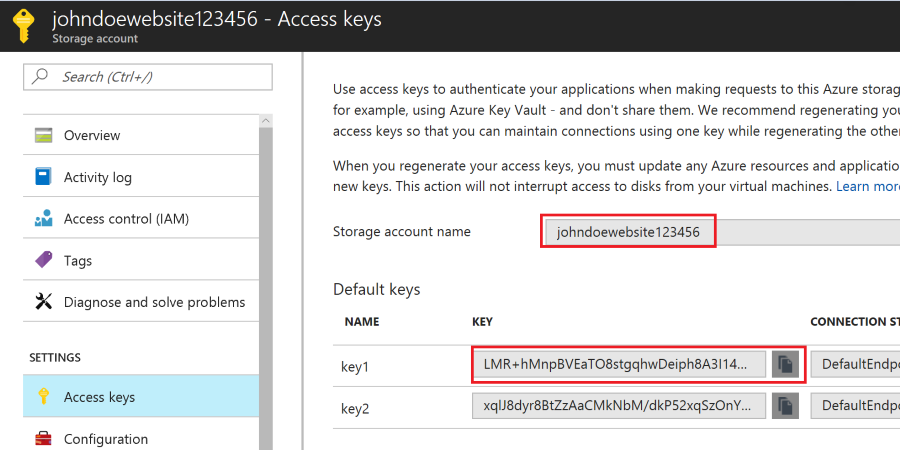 johndoewebsite123456 - Access keys
Storage account
Search (Ctrl+/)
Overview
Activity log
Access control (IAM)
Tags
Diagnose and solve problems
SETTINGS
Access keys
Configuration
Use access keys to authenticate your applications when making requests to this Azure storag
for example, using Azure Key Vault - and don't share them. We recommend regenerating you
access keys so that you can maintain connections using one key while regenerating the othe
When you regenerate your access keys, you must update any Azure resources and applicatio
new keys. This action will not interrupt access to disks from your virtual machines. Learn more
Storage account name
johndoewebsite123456
Default keys
NAME KEY CONNECTION ST
key1 LMR+hMnpBVEaTO8stgqhwDeiph8A3I14... DefaultEndpo
key2 xqlJ8dyr8BtZzAaCMkNbM/dkP52xqSzOnY... DefaultEndpo